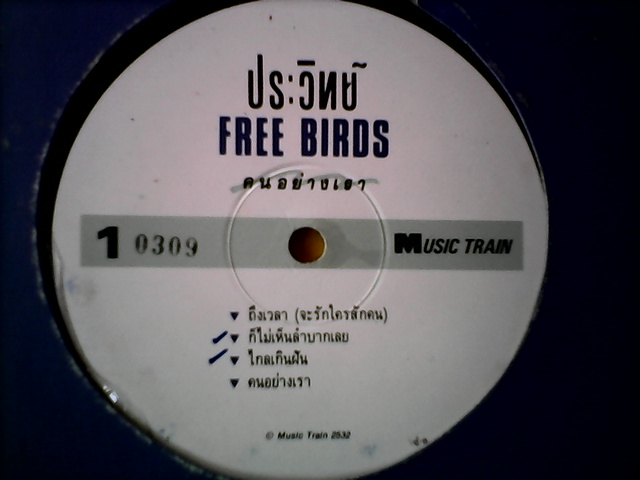 ประวิทย์
FREE BIRDS
คนอย่างเรา
1 0309 MUSIC TRAIN
▼ ถึงเวลา (จะรักใครสักคน)
▼ ก็ไม่เห็นลำบากเลย
▼ ไกลเกินฝัน
▼ คนอย่างเรา
© Music Train 2532